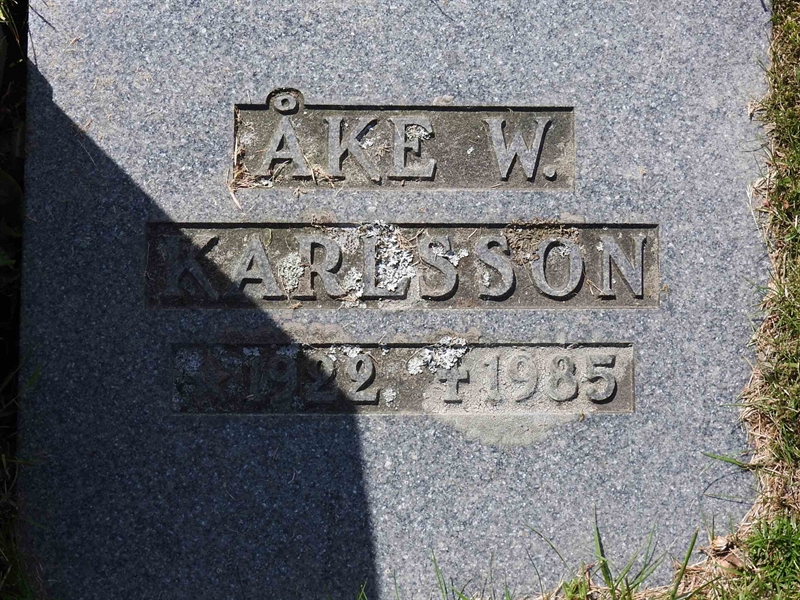 ÅKE W.
KARLSSON
* 1922 † 1985